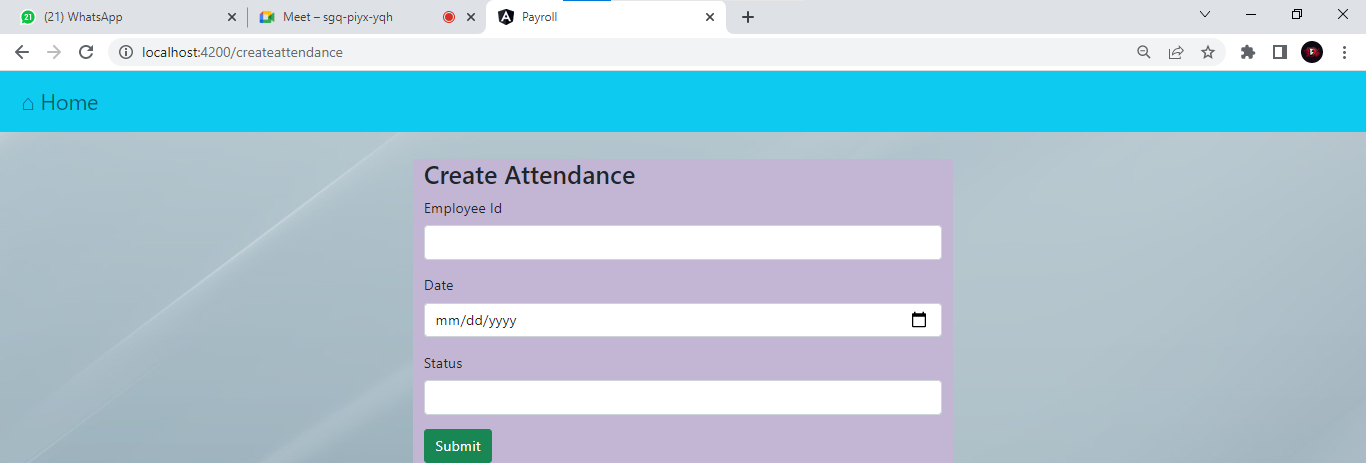 (21) WhatsApp
Meet – sgq-piyx-yqh
Payroll
localhost:4200/createattendance
⌂ Home
Create Attendance
Employee Id
Date
mm/dd/yyyy
Status
Submit